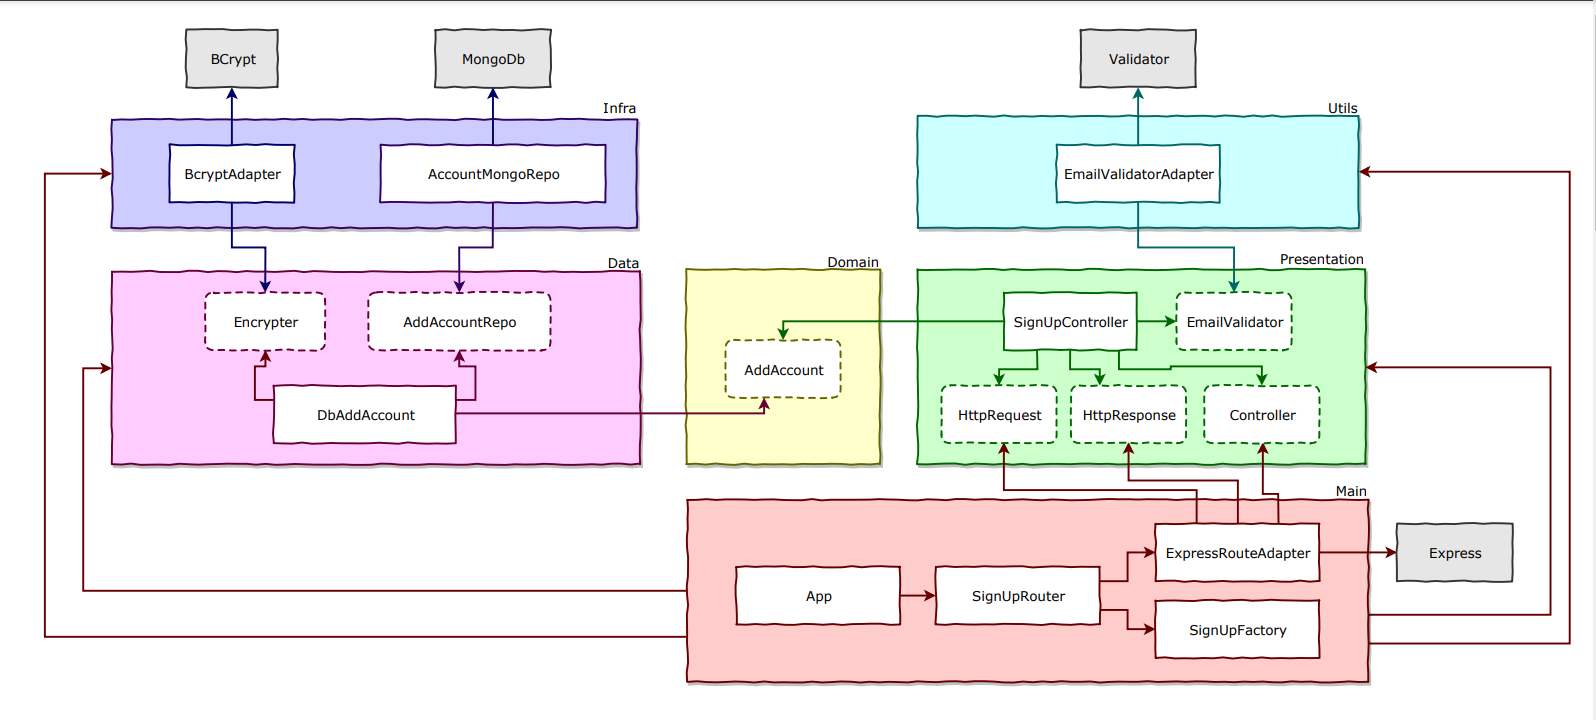 BCrypt
MongoDb
Validator
Infra
Utils
BcryptAdapter
AccountMongoRepo
EmailValidatorAdapter
Data
Domain
Presentation
Encrypter
AddAccountRepo
SignUpController
EmailValidator
AddAccount
DbAddAccount
HttpRequest
HttpResponse
Controller
Main
ExpressRouteAdapter
Express
App
SignUpRouter
SignUpFactory